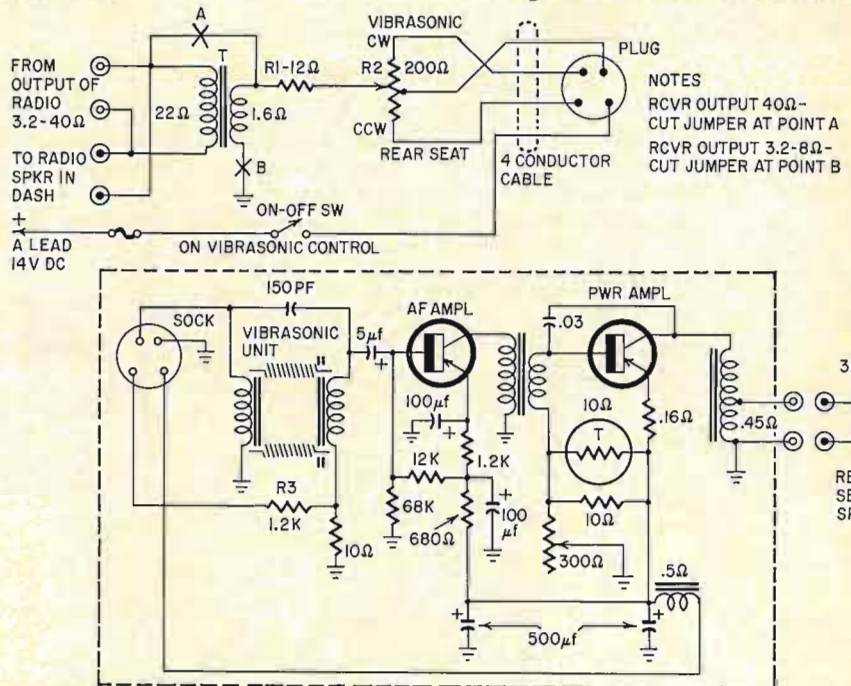 A
VIBRASONIC
CW
PLUG
FROM
OUTPUT OF
RADIO
3.2-40Ω
T
R1-12Ω
R2
200Ω
22Ω
1.6Ω
NOTES
RCVR OUTPUT 40Ω-
CUT JUMPER AT POINT A
RCVR OUTPUT 3.2-8Ω-
CUT JUMPER AT POINT B
TO RADIO
SPKR IN
DASH
B
CCW
REAR SEAT
4 CONDUCTOR
CABLE
+
A LEAD
14V DC
ON-OFF SW
ON VIBRASONIC CONTROL
150PF
SOCK
VIBRASONIC
UNIT
5μf
+
AF AMPL
PWR AMPL
.03
100μf
+
10Ω
T
.16Ω
.45Ω
3
12K
1.2K
R3
1.2K
68K
+
100
μf
10Ω
680Ω
10Ω
300Ω
RE
SE
SP
.5Ω
+
500μf
+